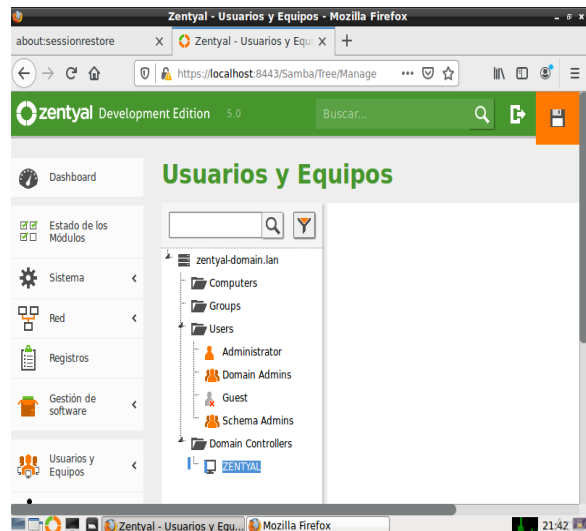 Zentyal - Usuarios y Equipos - Mozilla Firefox
about:sessionrestore
Zentyal - Usuarios y Equi
https://localhost:8443/Samba/Tree/Manage
zentyal Development Edition 5.0
Buscar...
Usuarios y Equipos
Dashboard
Estado de los
Módulos
Sistema
Red
Registros
Gestión de
software
Usuarios y
Equipos
zentyal-domain.lan
Computers
Groups
Users
Administrator
Domain Admins
Guest
Schema Admins
Domain Controllers
ZENTYAL
Zentyal - Usuarios y Equ...
Mozilla Firefox
21:42